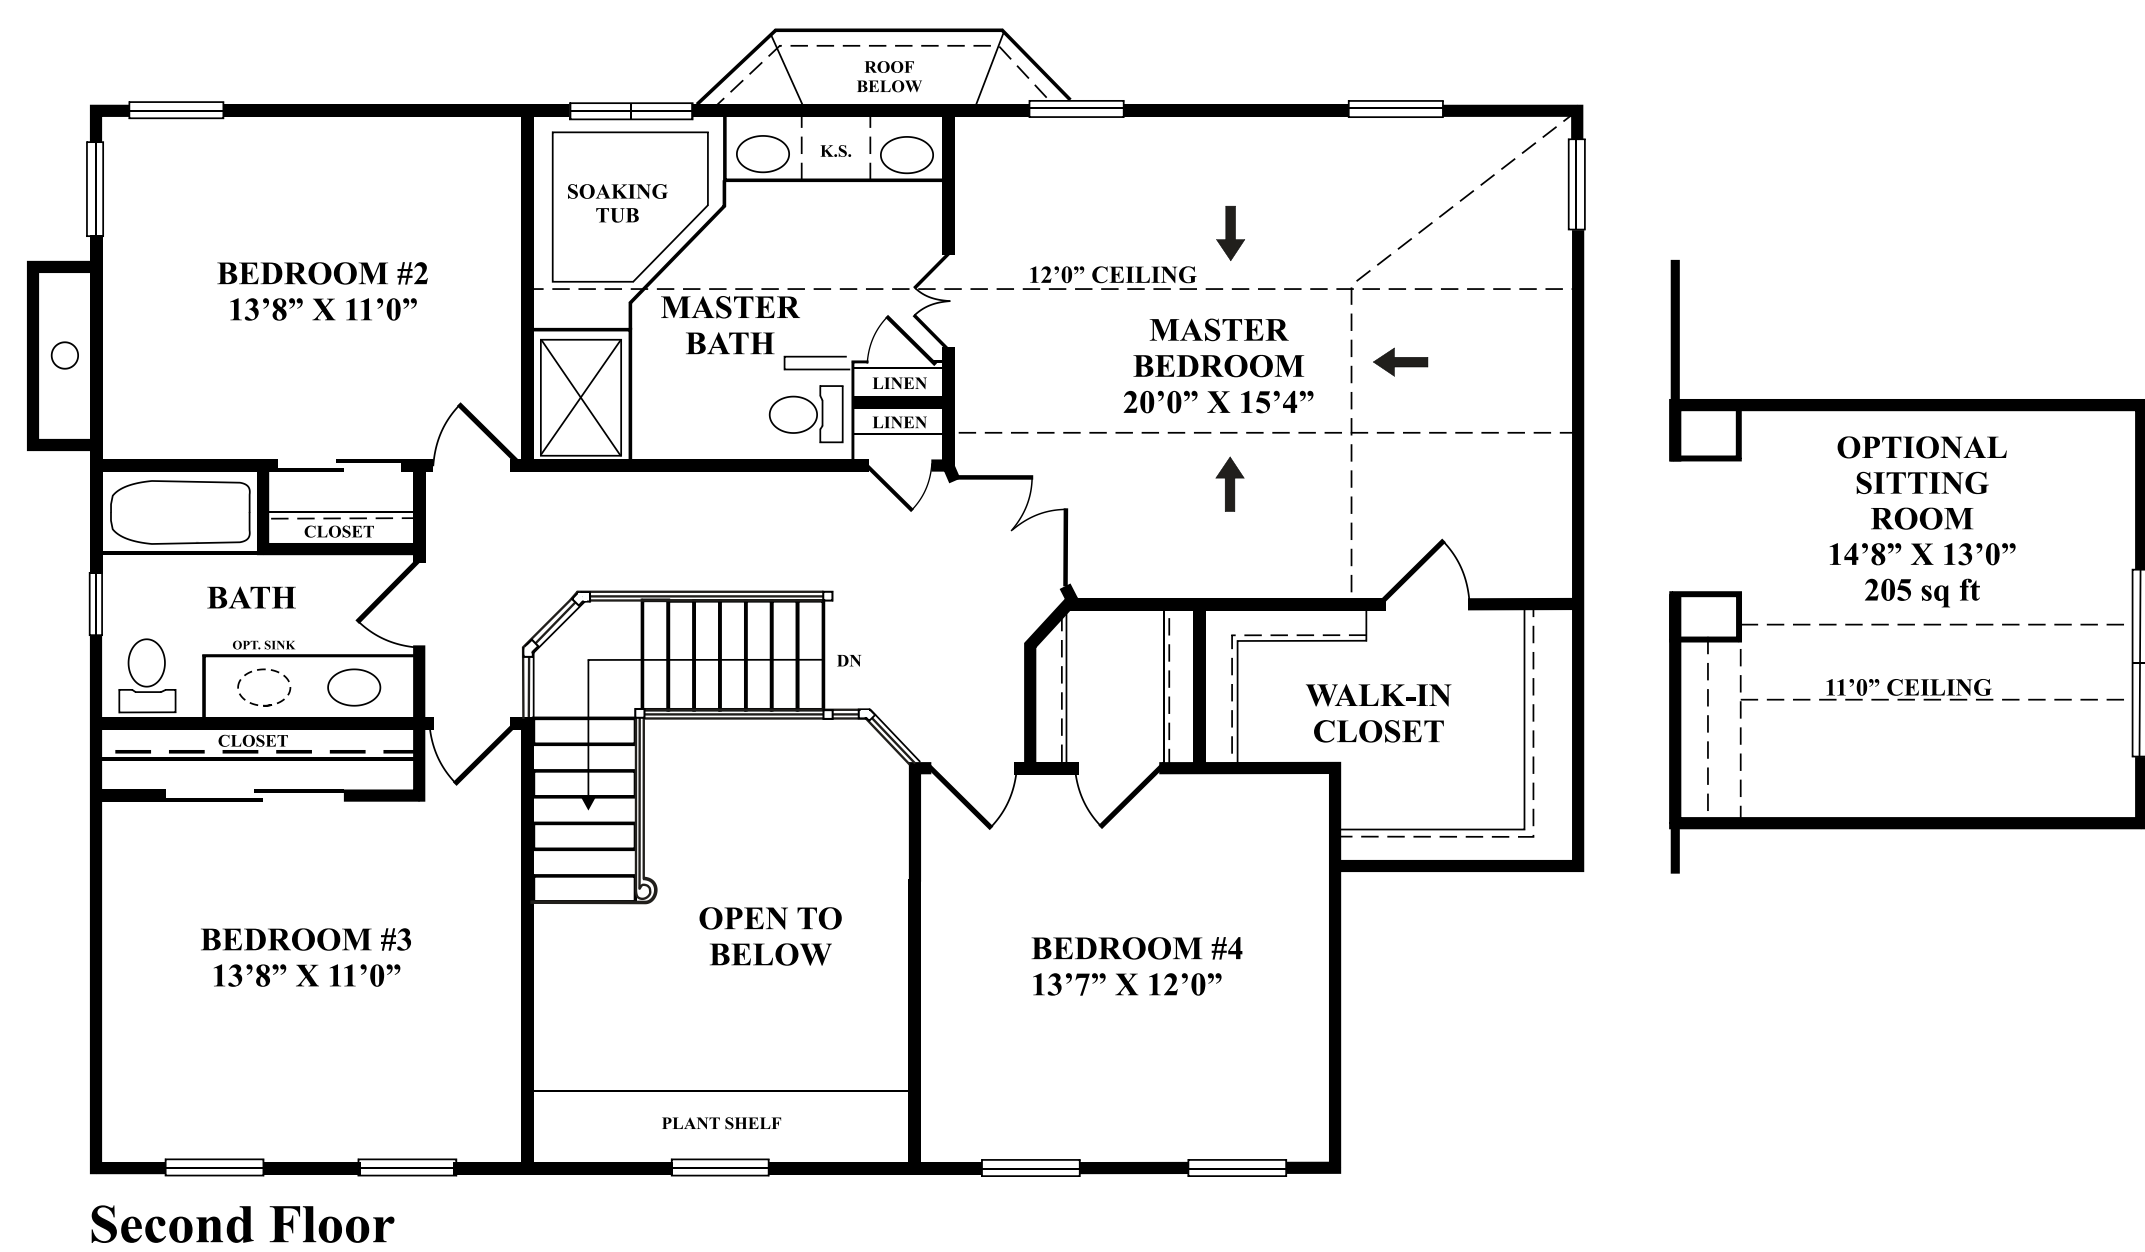 ROOF
BELOW
K.S.
SOAKING
TUB
BEDROOM #2
13’8” X 11’0”
MASTER
BATH
12’0” CEILING
MASTER
BEDROOM
20’0” X 15’4”
LINEN
LINEN
CLOSET
BATH
OPT. SINK
CLOSET
DN
WALK-IN
CLOSET
OPTIONAL
SITTING
ROOM
14’8” X 13’0”
205 sq ft
11’0” CEILING
BEDROOM #3
13’8” X 11’0”
OPEN TO
BELOW
BEDROOM #4
13’7” X 12’0”
PLANT SHELF
Second Floor